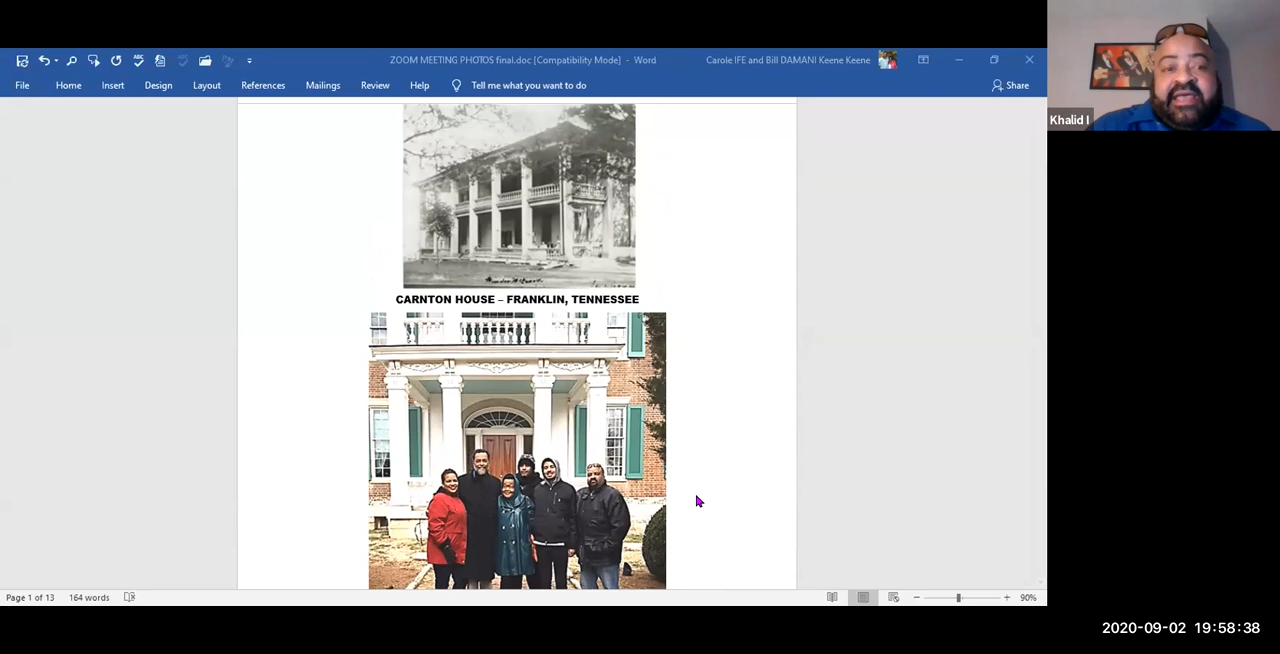 ZOOM MEETING PHOTOS final.doc [Compatibility Mode] - Word
Carole IFE and Bill DAMANI Keene Keene
File Home Insert Design Layout References Mailings Review Help Tell me what you want to do Share
Khalid I
CARNTON HOUSE – FRANKLIN, TENNESSEE
Page 1 of 13 164 words 90%
2020-09-02 19:58:38